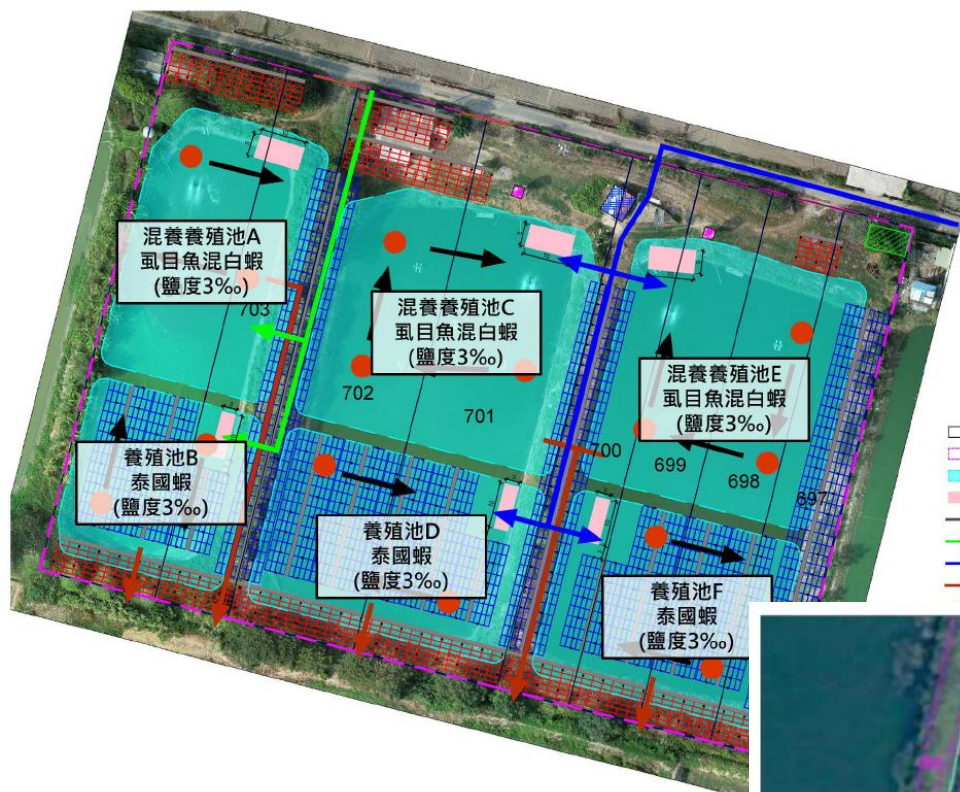 混養養殖池A
虱目魚混白蝦
(鹽度3‰)
703
混養養殖池C
虱目魚混白蝦
(鹽度3‰)
702
701
混養養殖池E
虱目魚混白蝦
(鹽度3‰)
700
699
698
697
養殖池B
泰國蝦
(鹽度3‰)
養殖池D
泰國蝦
(鹽度3‰)
養殖池F
泰國蝦
(鹽度3‰)